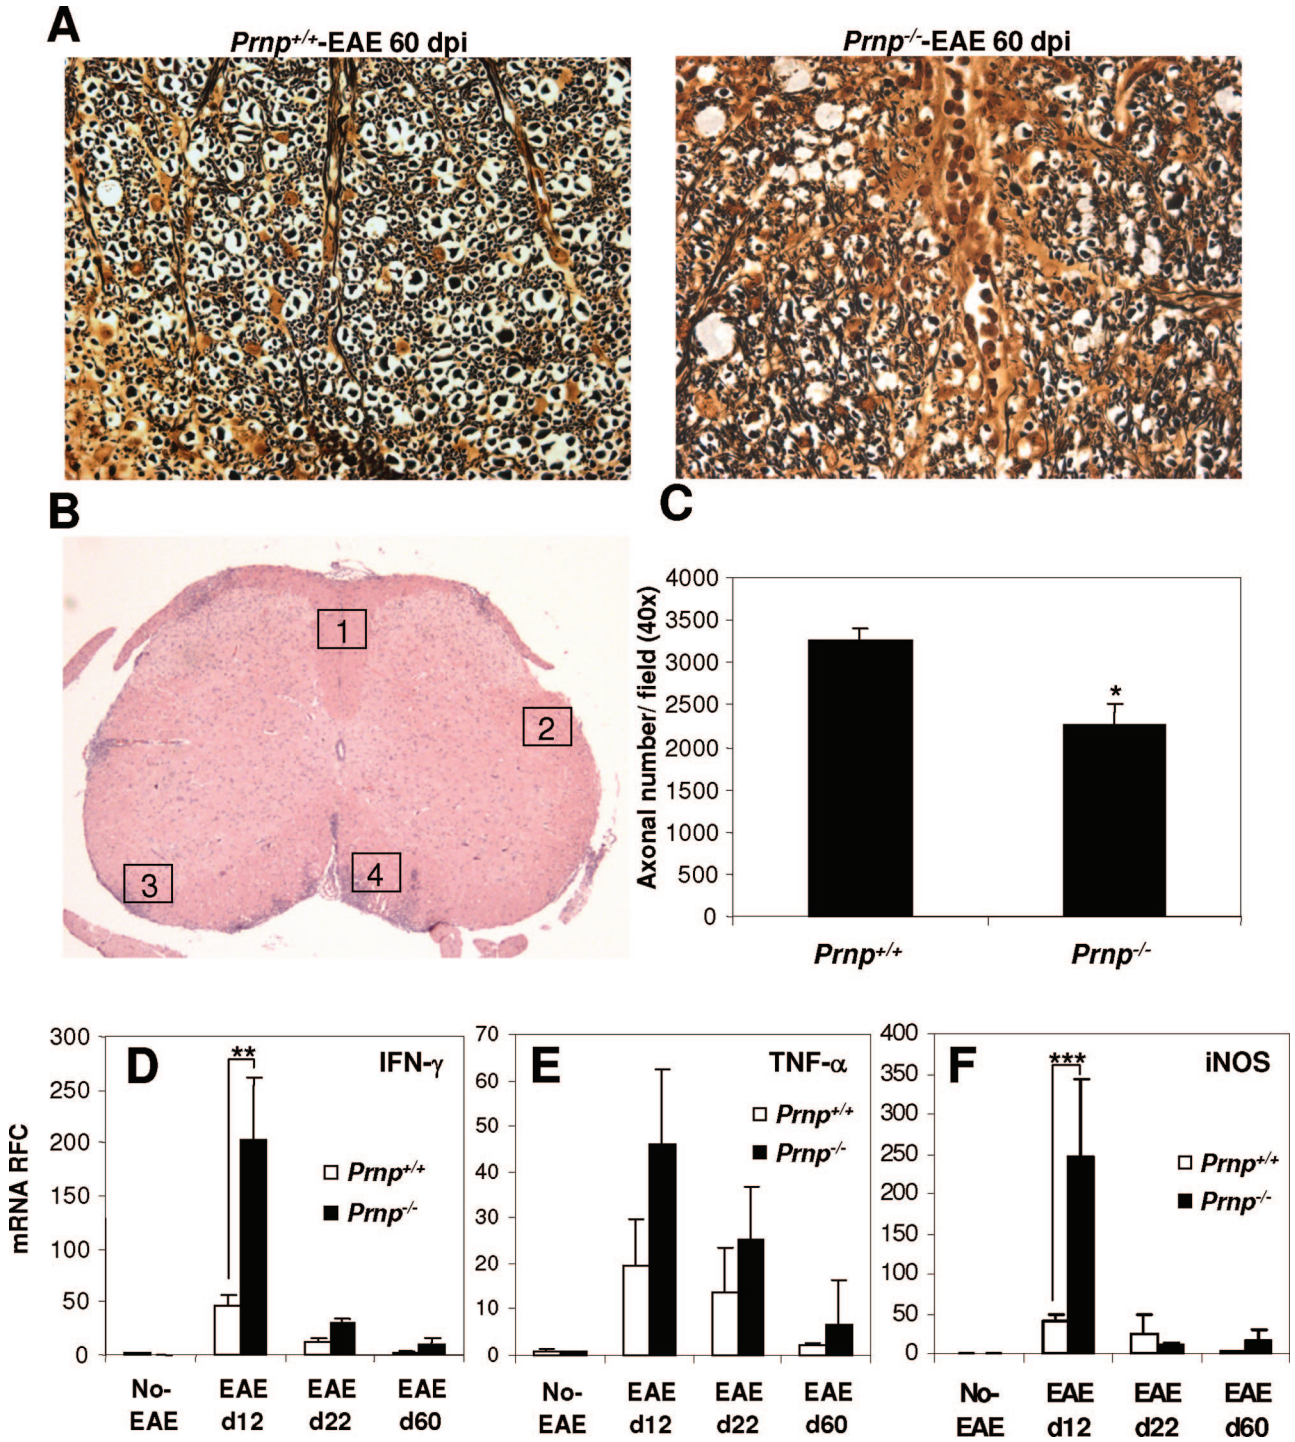 A
Prnp+/+-EAE 60 dpi
Prnp-/--EAE 60 dpi
B
1
2
3
4
C
Axonal number/ field (40x)
4000
3500
3000
2500
2000
1500
1000
500
0
*
Prnp+/+
Prnp-/-
D
IFN-γ
mRNA RFC
300
250
200
150
100
50
0
**
Prnp+/+
Prnp-/-
No-EAE
EAE d12
EAE d22
EAE d60
E
TNF-α
70
60
50
40
30
20
10
0
Prnp+/+
Prnp-/-
No-EAE
EAE d12
EAE d22
EAE d60
F
iNOS
400
350
300
250
200
150
100
50
0
***
Prnp+/+
Prnp-/-
No-EAE
EAE d12
EAE d22
EAE d60